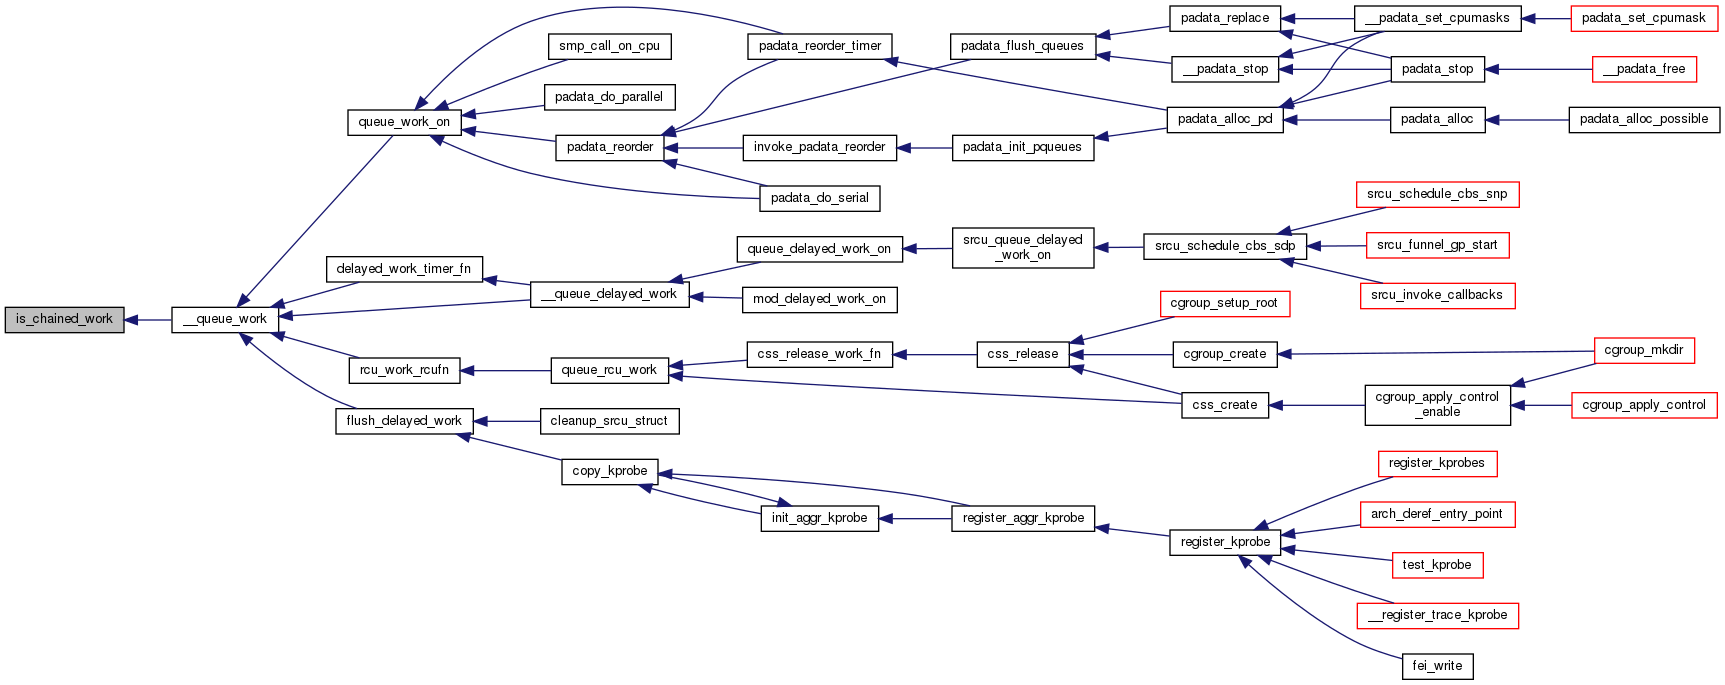 is_chained_work
__queue_work
queue_work_on
delayed_work_timer_fn
rcu_work_rcufn
flush_delayed_work
smp_call_on_cpu
padata_do_parallel
padata_reorder
__queue_delayed_work
queue_rcu_work
cleanup_srcu_struct
copy_kprobe
padata_reorder_timer
invoke_padata_reorder
padata_do_serial
queue_delayed_work_on
mod_delayed_work_on
css_release_work_fn
init_aggr_kprobe
padata_flush_queues
padata_init_pqueues
srcu_queue_delayed
_work_on
css_release
register_aggr_kprobe
padata_replace
__padata_stop
padata_alloc_pd
srcu_schedule_cbs_sdp
cgroup_setup_root
cgroup_create
css_create
register_kprobe
__padata_set_cpumasks
padata_stop
padata_alloc
srcu_schedule_cbs_snp
srcu_funnel_gp_start
srcu_invoke_callbacks
cgroup_apply_control
_enable
register_kprobes
arch_deref_entry_point
test_kprobe
__register_trace_kprobe
fei_write
padata_set_cpumask
__padata_free
padata_alloc_possible
cgroup_mkdir
cgroup_apply_control